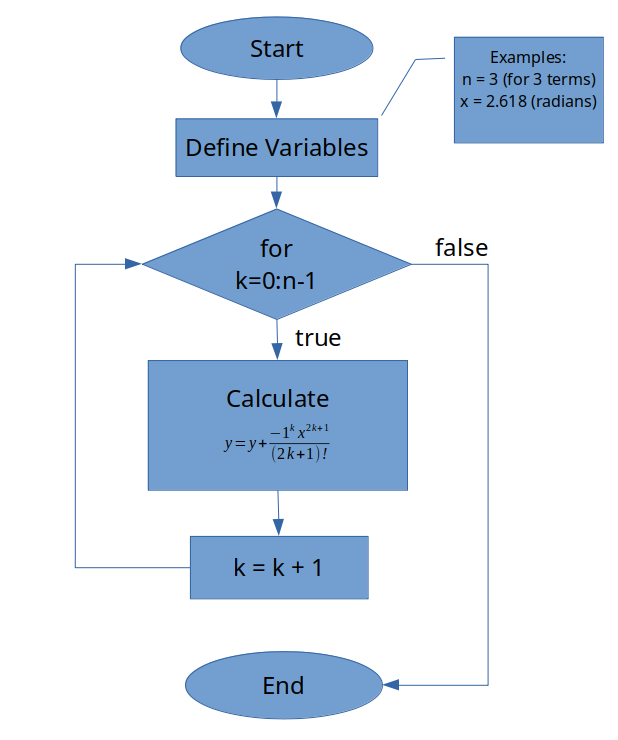 Start
Examples:
n = 3 (for 3 terms)
x = 2.618 (radians)
Define Variables
for
k=0:n-1
false
true
Calculate
y=y+\frac{-1^k x^{2k+1}}{(2k+1)!}
k = k + 1
End